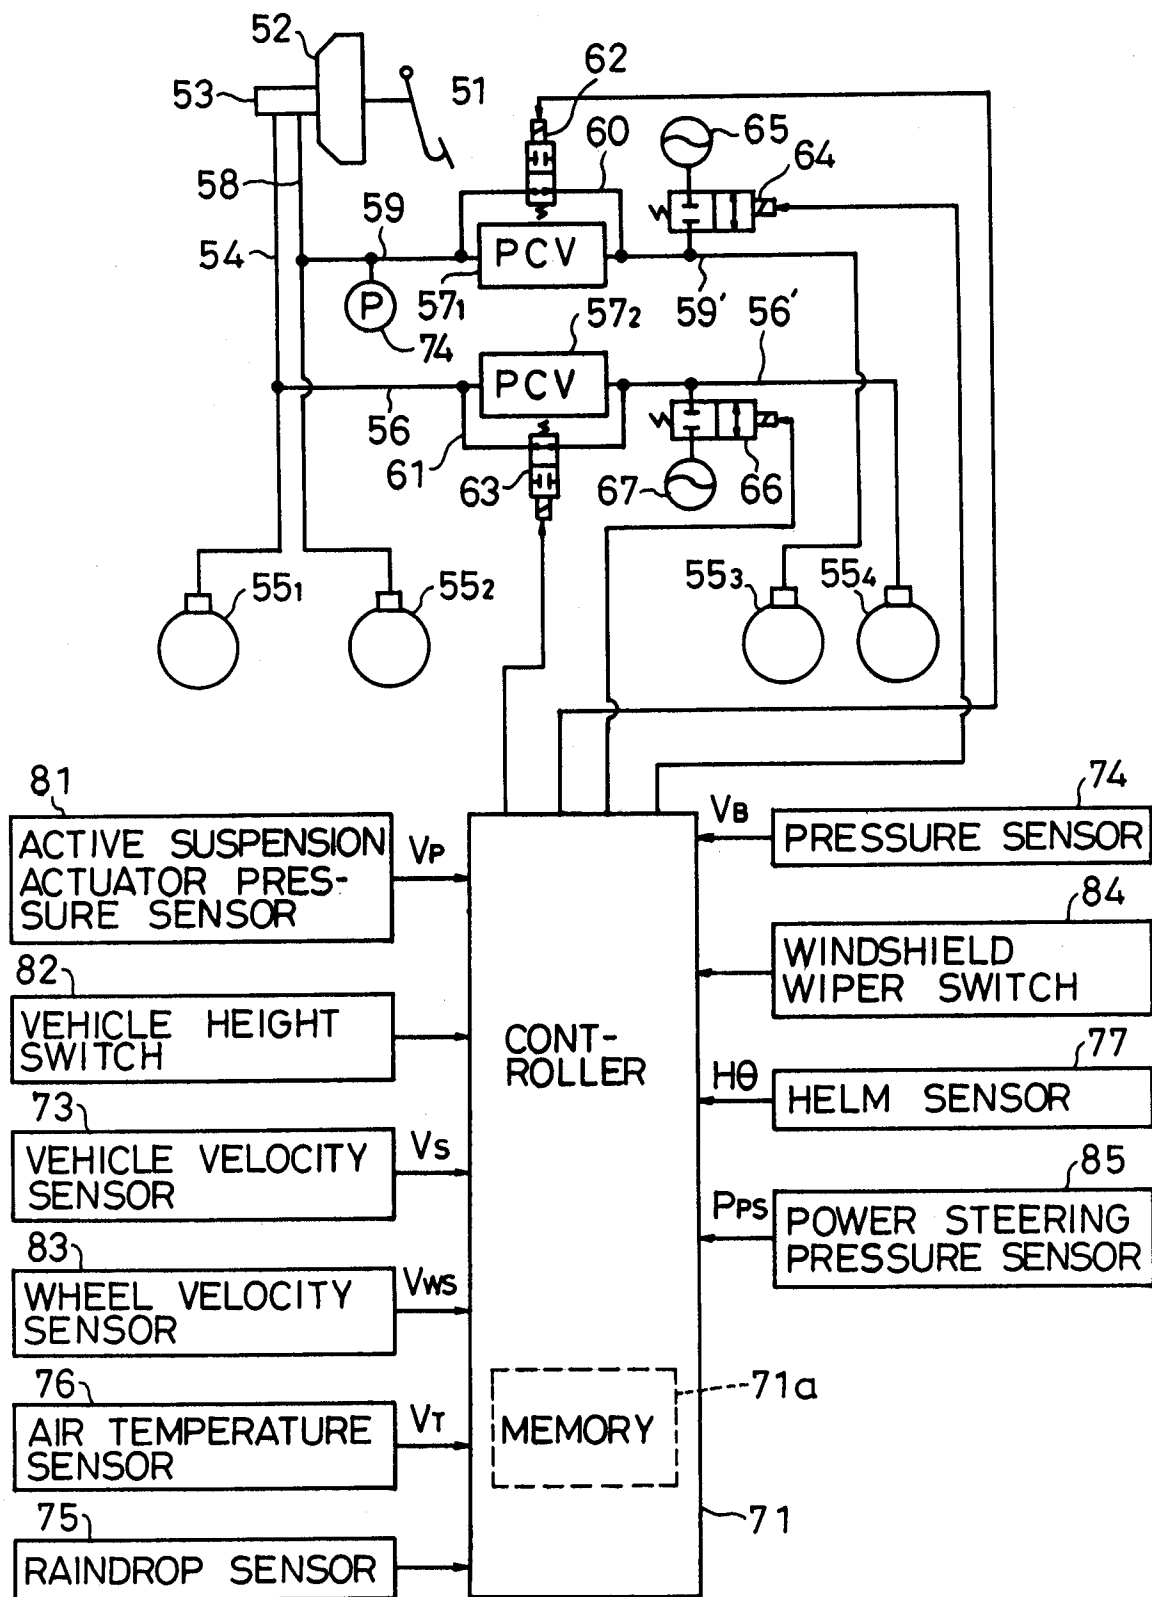 52
53
51
62
65
60
64
58
59
54
PCV
57₁
59′
P
74
57₂
56′
PCV
56
61
63
67
66
55₁
55₂
55₃
55₄
81
ACTIVE SUSPENSION
ACTUATOR PRES-
SURE SENSOR
VP
82
VEHICLE HEIGHT
SWITCH
73
VEHICLE VELOCITY
SENSOR
VS
83
WHEEL VELOCITY
SENSOR
VWS
76
AIR TEMPERATURE
SENSOR
VT
75
RAINDROP SENSOR
CONT-
ROLLER
MEMORY
71a
71
VB
74
PRESSURE SENSOR
84
WINDSHIELD
WIPER SWITCH
77
Hθ
HELM SENSOR
85
PPS
POWER STEERING
PRESSURE SENSOR